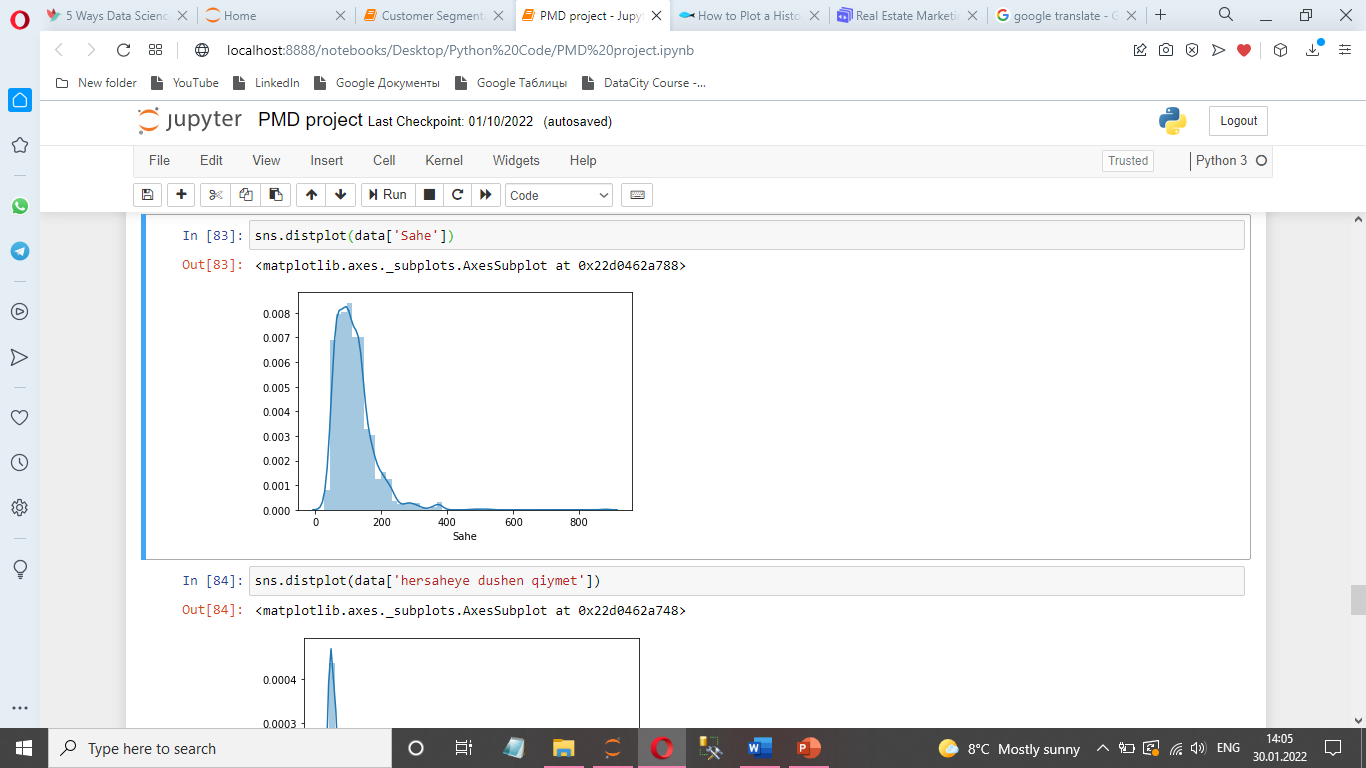 5 Ways Data Scienc
Home
Customer Segment
PMD project - Jupy
How to Plot a Histo
Real Estate Marketi
google translate - G
localhost:8888/notebooks/Desktop/Python%20Code/PMD%20project.ipynb
New folder YouTube LinkedIn Google Документы Google Таблицы DataCity Course -...
jupyter PMD project Last Checkpoint: 01/10/2022 (autosaved)
Logout
File Edit View Insert Cell Kernel Widgets Help
Trusted
Python 3
Run
Code
In [83]: sns.distplot(data['Sahe'])
Out[83]: <matplotlib.axes._subplots.AxesSubplot at 0x22d0462a788>
0.008
0.007
0.006
0.005
0.004
0.003
0.002
0.001
0.000
0 200 400 600 800
Sahe
In [84]: sns.distplot(data['hersaheye dushen qiymet'])
Out[84]: <matplotlib.axes._subplots.AxesSubplot at 0x22d0462a748>
0.0004
0.0003
Type here to search
8°C Mostly sunny
ENG
14:05
30.01.2022